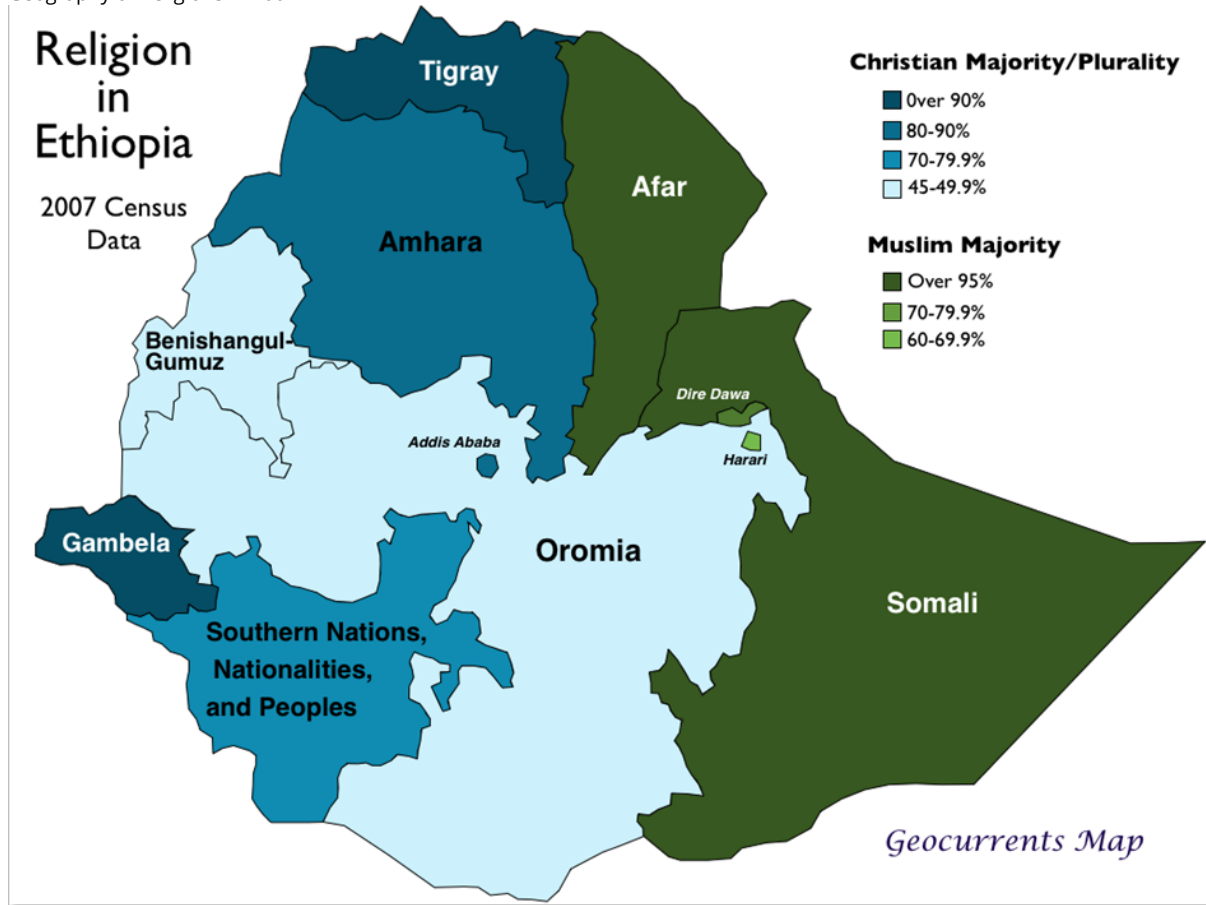 Religion
in
Ethiopia
2007 Census
Data
Christian Majority/Plurality
0ver 90%
80-90%
70-79.9%
45-49.9%
Muslim Majority
Over 95%
70-79.9%
60-69.9%
Tigray
Afar
Amhara
Benishangul-
Gumuz
Dire Dawa
Addis Ababa
Harari
Gambela
Oromia
Somali
Southern Nations,
Nationalities,
and Peoples
Geocurrents Map